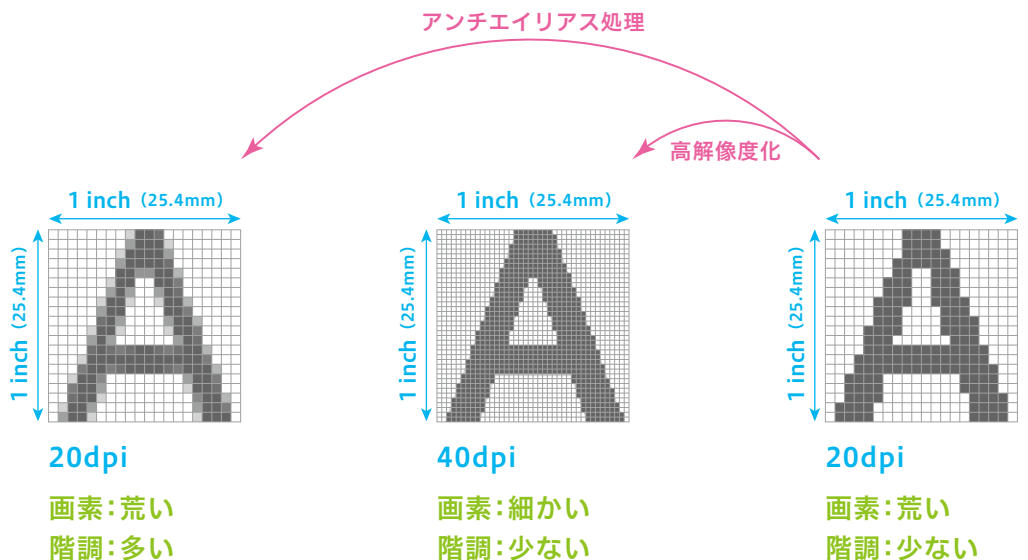 アンチエイリアス処理
高解像度化
1 inch（25.4mm）
1 inch（25.4mm）
20dpi
画素：荒い
階調：多い
1 inch（25.4mm）
1 inch（25.4mm）
40dpi
画素：細かい
階調：少ない
1 inch（25.4mm）
1 inch（25.4mm）
20dpi
画素：荒い
階調：少ない